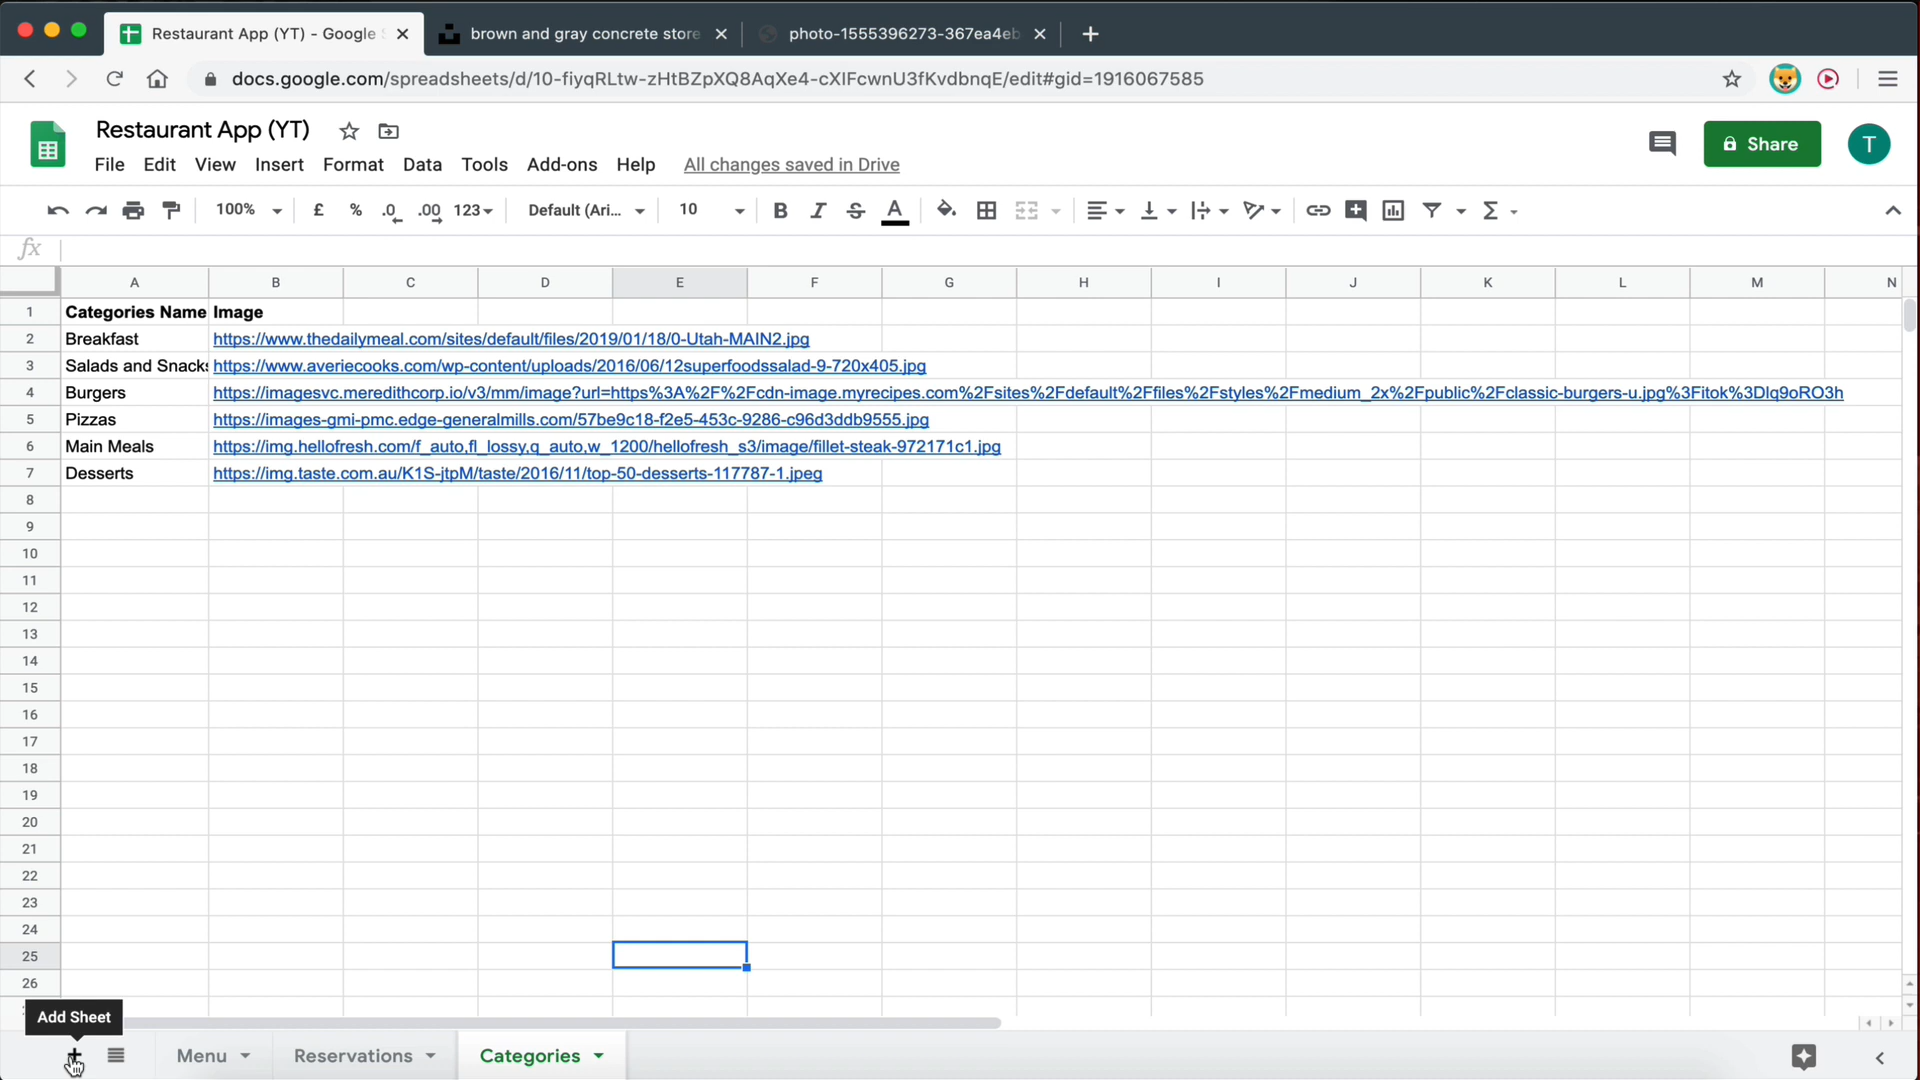 Restaurant App (YT) - Google S
brown and gray concrete store
photo-1555396273-367ea4eb
docs.google.com/spreadsheets/d/10-fiyqRLtw-zHtBZpXQ8AqXe4-cXIFcwnU3fKvdbnqE/edit#gid=1916067585
Restaurant App (YT)
File Edit View Insert Format Data Tools Add-ons Help All changes saved in Drive
Share
T
100% £ % .0 .00 123 Default (Ari... 10 B I S A Σ
fx
A B C D E F G H I J K L M N
1 Categories Name Image
2 Breakfast https://www.thedailymeal.com/sites/default/files/2019/01/18/0-Utah-MAIN2.jpg
3 Salads and Snacks https://www.averiecooks.com/wp-content/uploads/2016/06/12superfoodssalad-9-720x405.jpg
4 Burgers https://imagesvc.meredithcorp.io/v3/mm/image?url=https%3A%2F%2Fcdn-image.myrecipes.com%2Fsites%2Fdefault%2Ffiles%2Fstyles%2Fmedium_2x%2Fpublic%2Fclassic-burgers-u.jpg%3Fitok%3Dlq9oRO3h
5 Pizzas https://images-gmi-pmc.edge-generalmills.com/57be9c18-f2e5-453c-9286-c96d3ddb9555.jpg
6 Main Meals https://img.hellofresh.com/f_auto,fl_lossy,q_auto,w_1200/hellofresh_s3/image/fillet-steak-972171c1.jpg
7 Desserts https://img.taste.com.au/K1S-jtpM/taste/2016/11/top-50-desserts-117787-1.jpeg
8
9
10
11
12
13
14
15
16
17
18
19
20
21
22
23
24
25
26
Add Sheet
Menu Reservations Categories